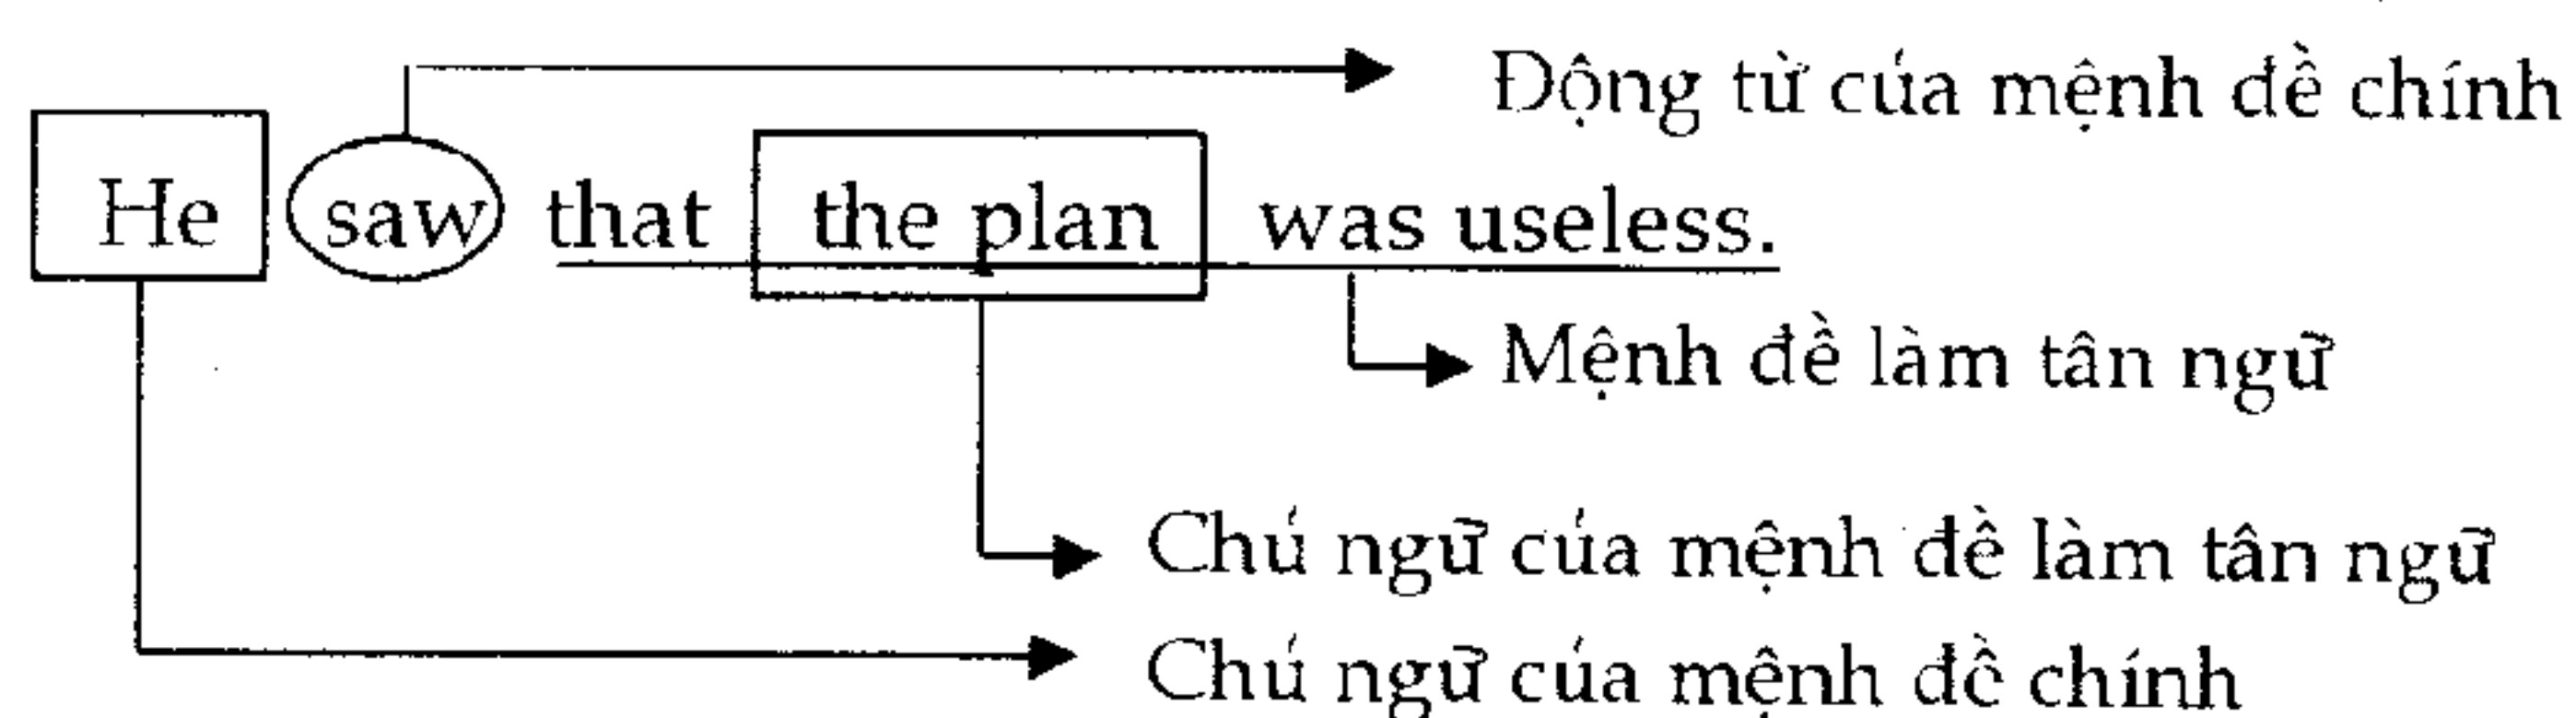 Động từ của mệnh đề chính
He saw that the plan was useless.
Mệnh đề làm tân ngữ
Chủ ngữ của mệnh đề làm tân ngữ
Chủ ngữ của mệnh đề chính